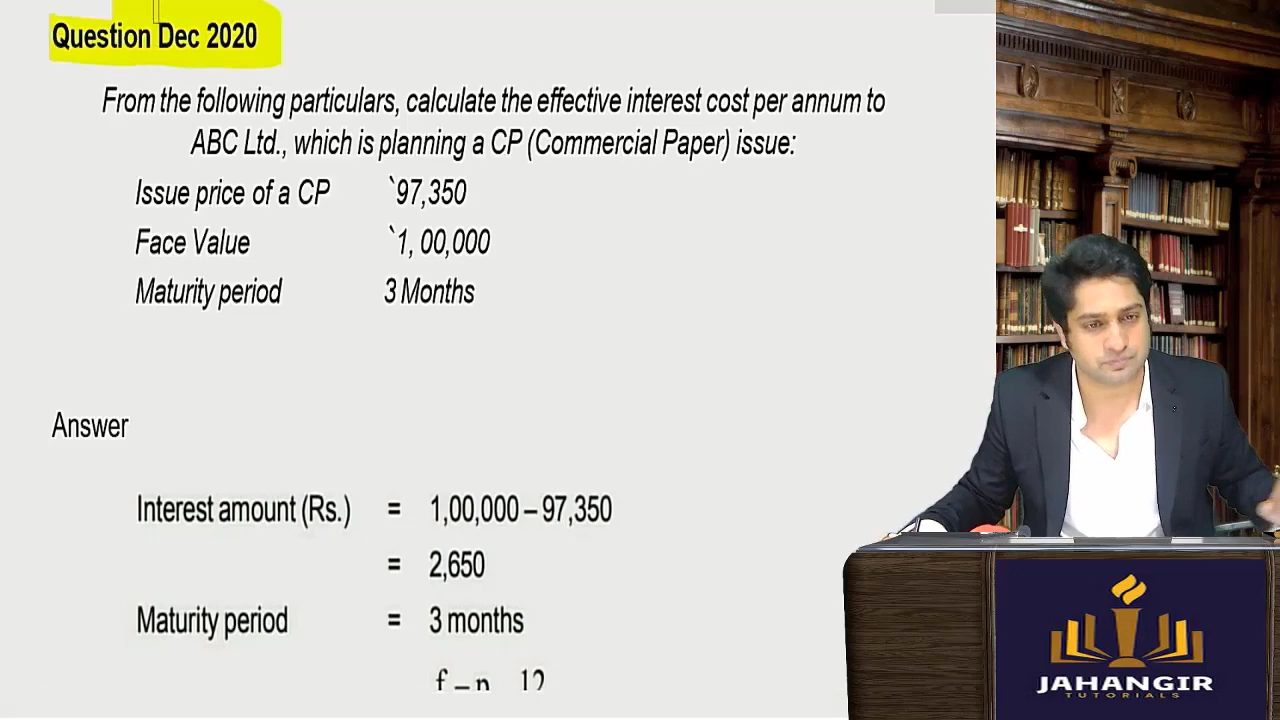 Question Dec 2020
From the following particulars, calculate the effective interest cost per annum to
ABC Ltd., which is planning a CP (Commercial Paper) issue:
Issue price of a CP `97,350
Face Value `1, 00,000
Maturity period 3 Months
Answer
Interest amount (Rs.) = 1,00,000 – 97,350
= 2,650
Maturity period = 3 months
f – p 12
JAHANGIR
TUTORIALS